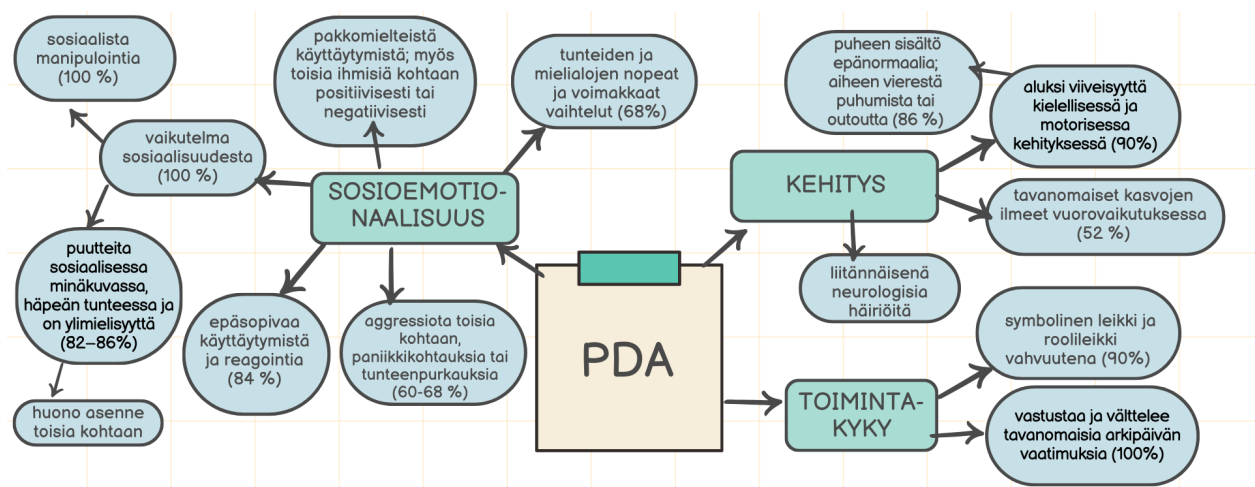 sosiaalista
manipulointia
(100 %)
vaikutelma
sosiaalisuudesta
(100 %)
puutteita
sosiaalisessa
minäkuvassa,
häpeän tunteessa ja
on ylimielisyyttä
(82–86%)
huono asenne
toisia kohtaan
pakkomielteistä
käyttäytymistä; myös
toisia ihmisiä kohtaan
positiivisesti tai
negatiivisesti
tunteiden ja
mielialojen nopeat
ja voimakkaat
vaihtelut (68%)
SOSIOEMOTIO-
NAALISUUS
epäsopivaa
käyttäytymistä
ja reagointia
(84 %)
aggressiota toisia
kohtaan,
paniikkikohtauksia tai
tunteenpurkauksia
(60-68 %)
PDA
KEHITYS
puheen sisältö
epänormaalia;
aiheen vierestä
puhumista tai
outoutta (86 %)
aluksi viiveisyyttä
kielellisessä ja
motorisessa
kehityksessä (90%)
tavanomaiset kasvojen
ilmeet vuorovaikutuksessa
(52 %)
liitännäisenä
neurologisia
häiriöitä
TOIMINTA-
KYKY
symbolinen leikki ja
roolileikki
vahvuutena (90%)
vastustaa ja välttelee
tavanomaisia arkipäivän
vaatimuksia (100%)